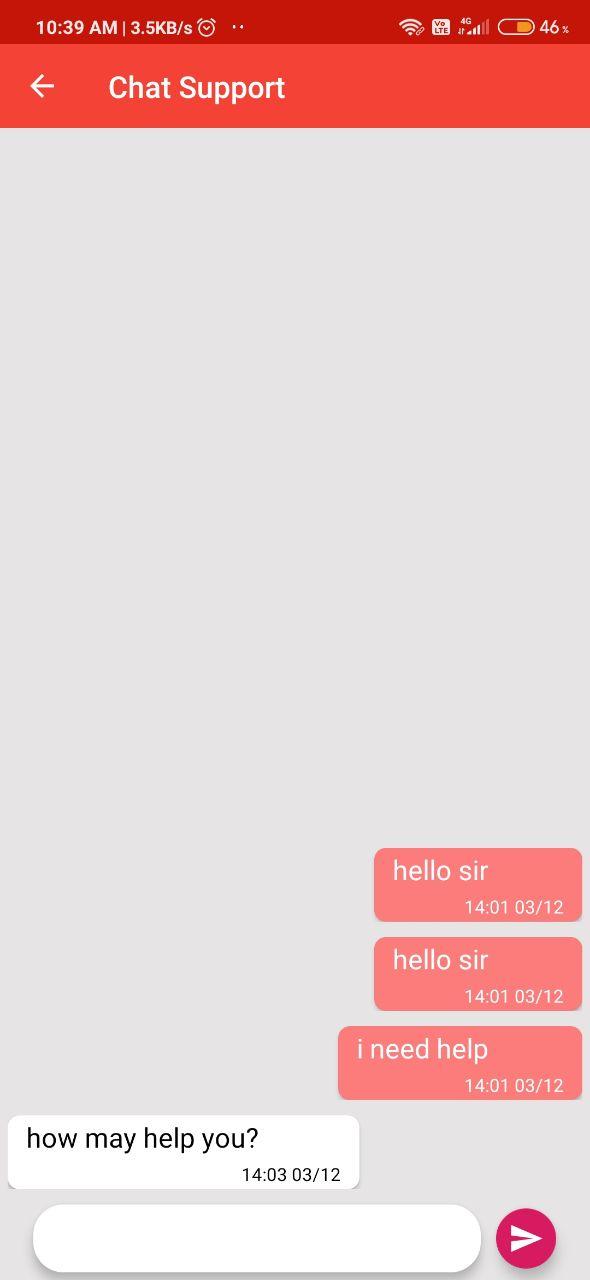 10:39 AM | 3.5KB/s
Vo LTE 4G 46%
Chat Support
hello sir
14:01 03/12
hello sir
14:01 03/12
i need help
14:01 03/12
how may help you?
14:03 03/12